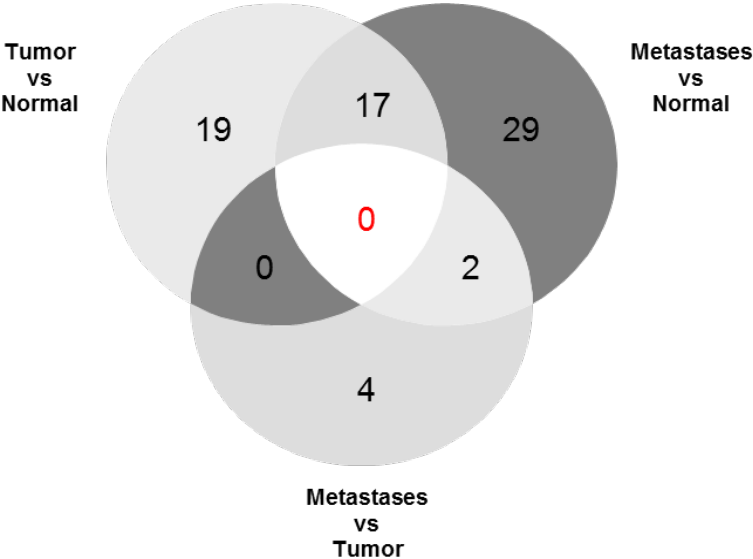 Tumor
vs
Normal
Metastases
vs
Normal
19
17
29
0
0
2
4
Metastases
vs
Tumor